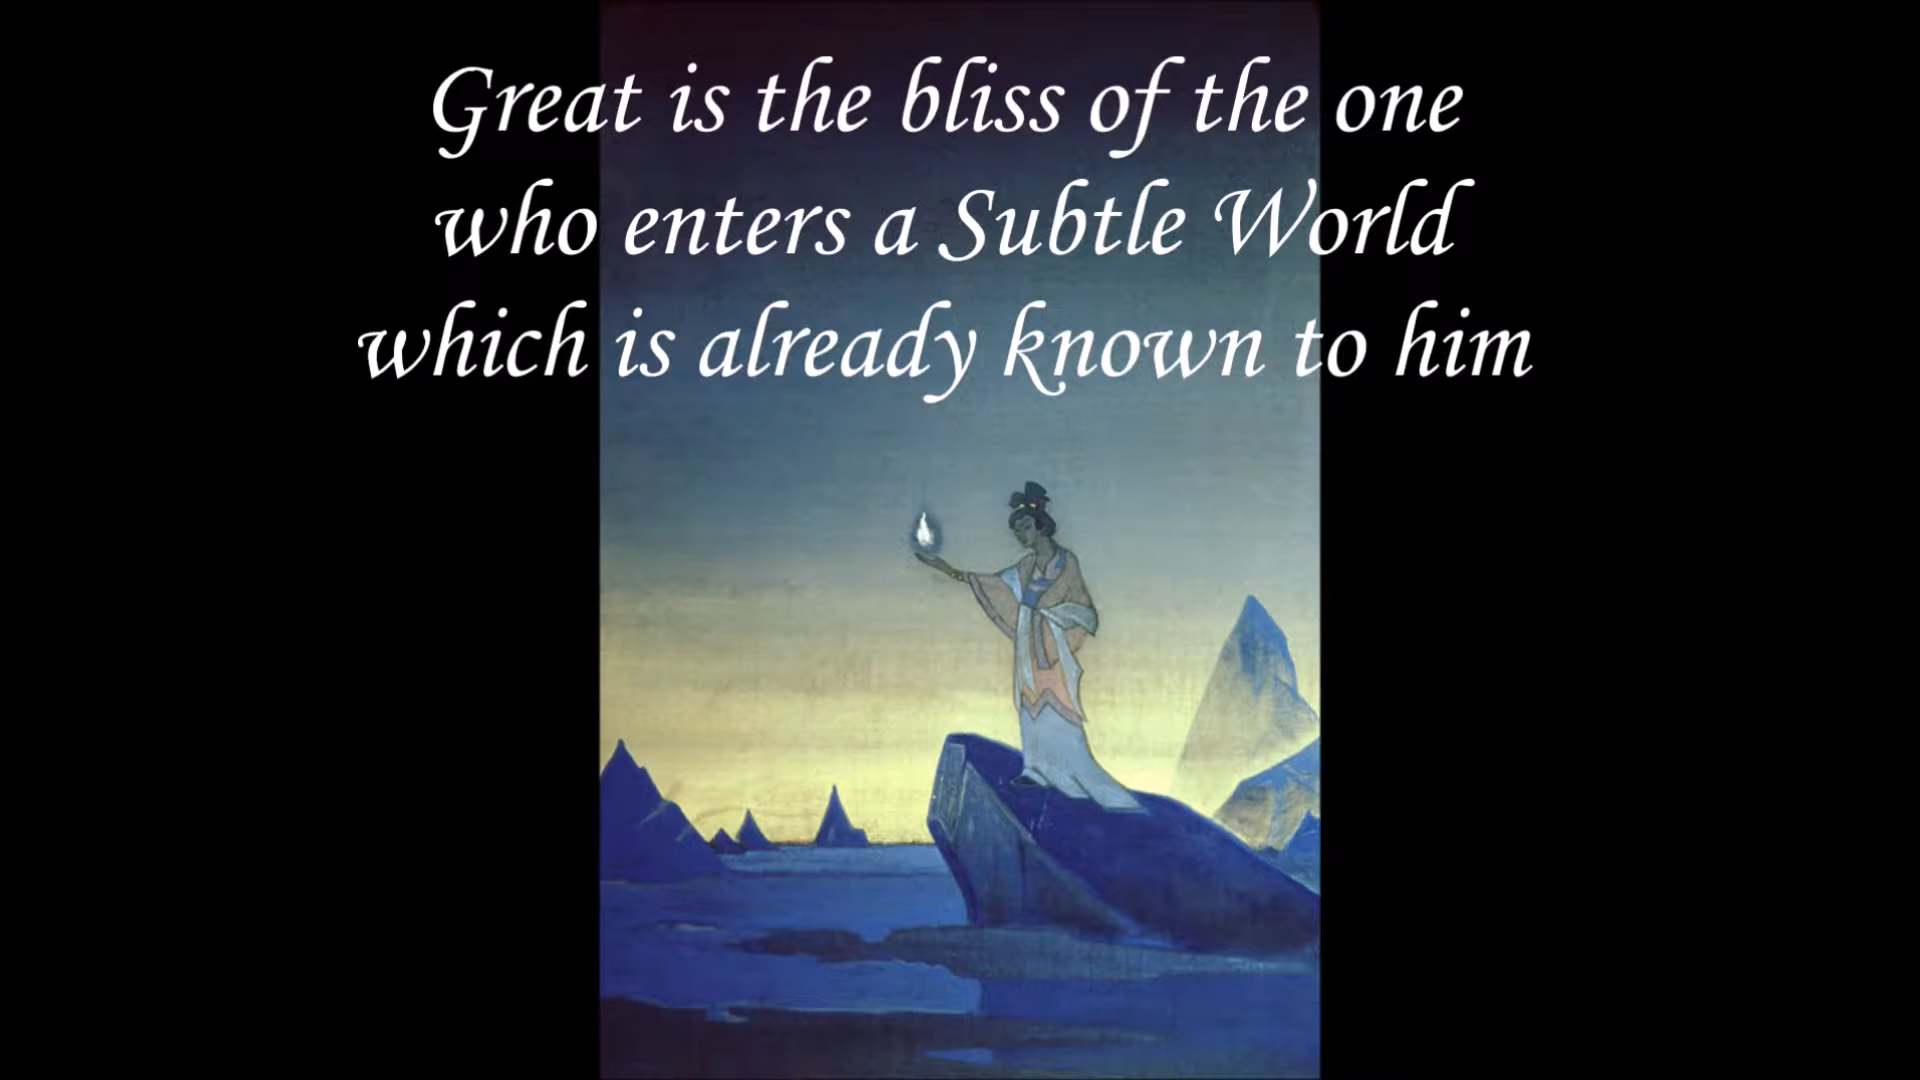 Great is the bliss of the one
who enters a Subtle World
which is already known to him